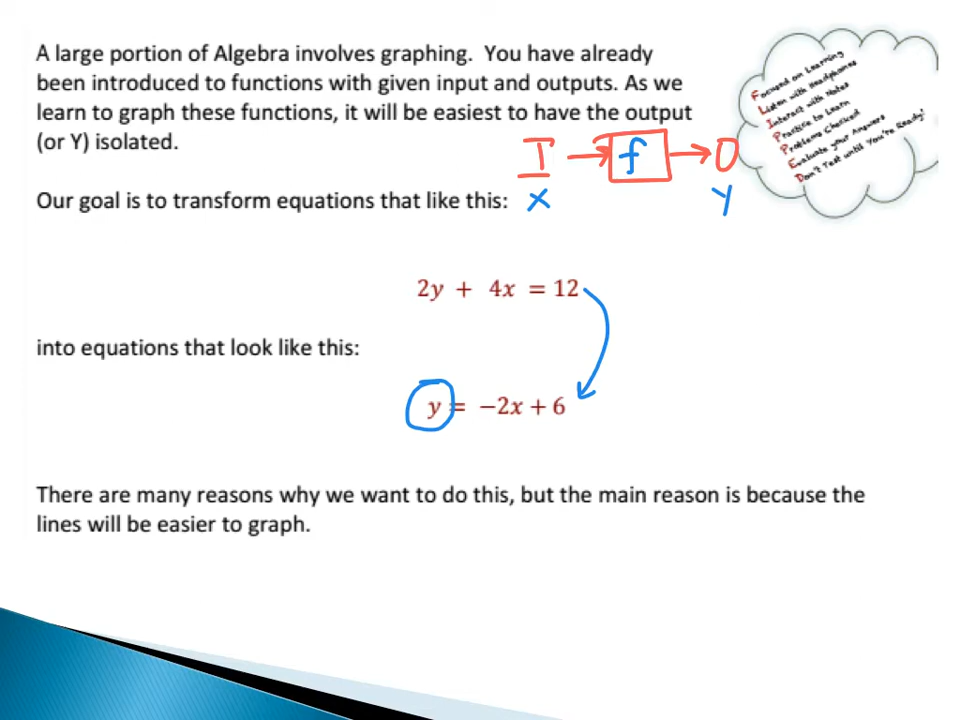 A large portion of Algebra involves graphing. You have already
been introduced to functions with given input and outputs. As we
learn to graph these functions, it will be easiest to have the output
(or Y) isolated.
I → f → O
X Y
Focused on Learning
Listen with Headphones
Interact with Notes
Practice to Learn
Problems Checked
Evaluate your Answers
Don't Test until You're Ready!
Our goal is to transform equations that like this:
2y + 4x = 12
into equations that look like this:
y = −2x + 6
There are many reasons why we want to do this, but the main reason is because the
lines will be easier to graph.